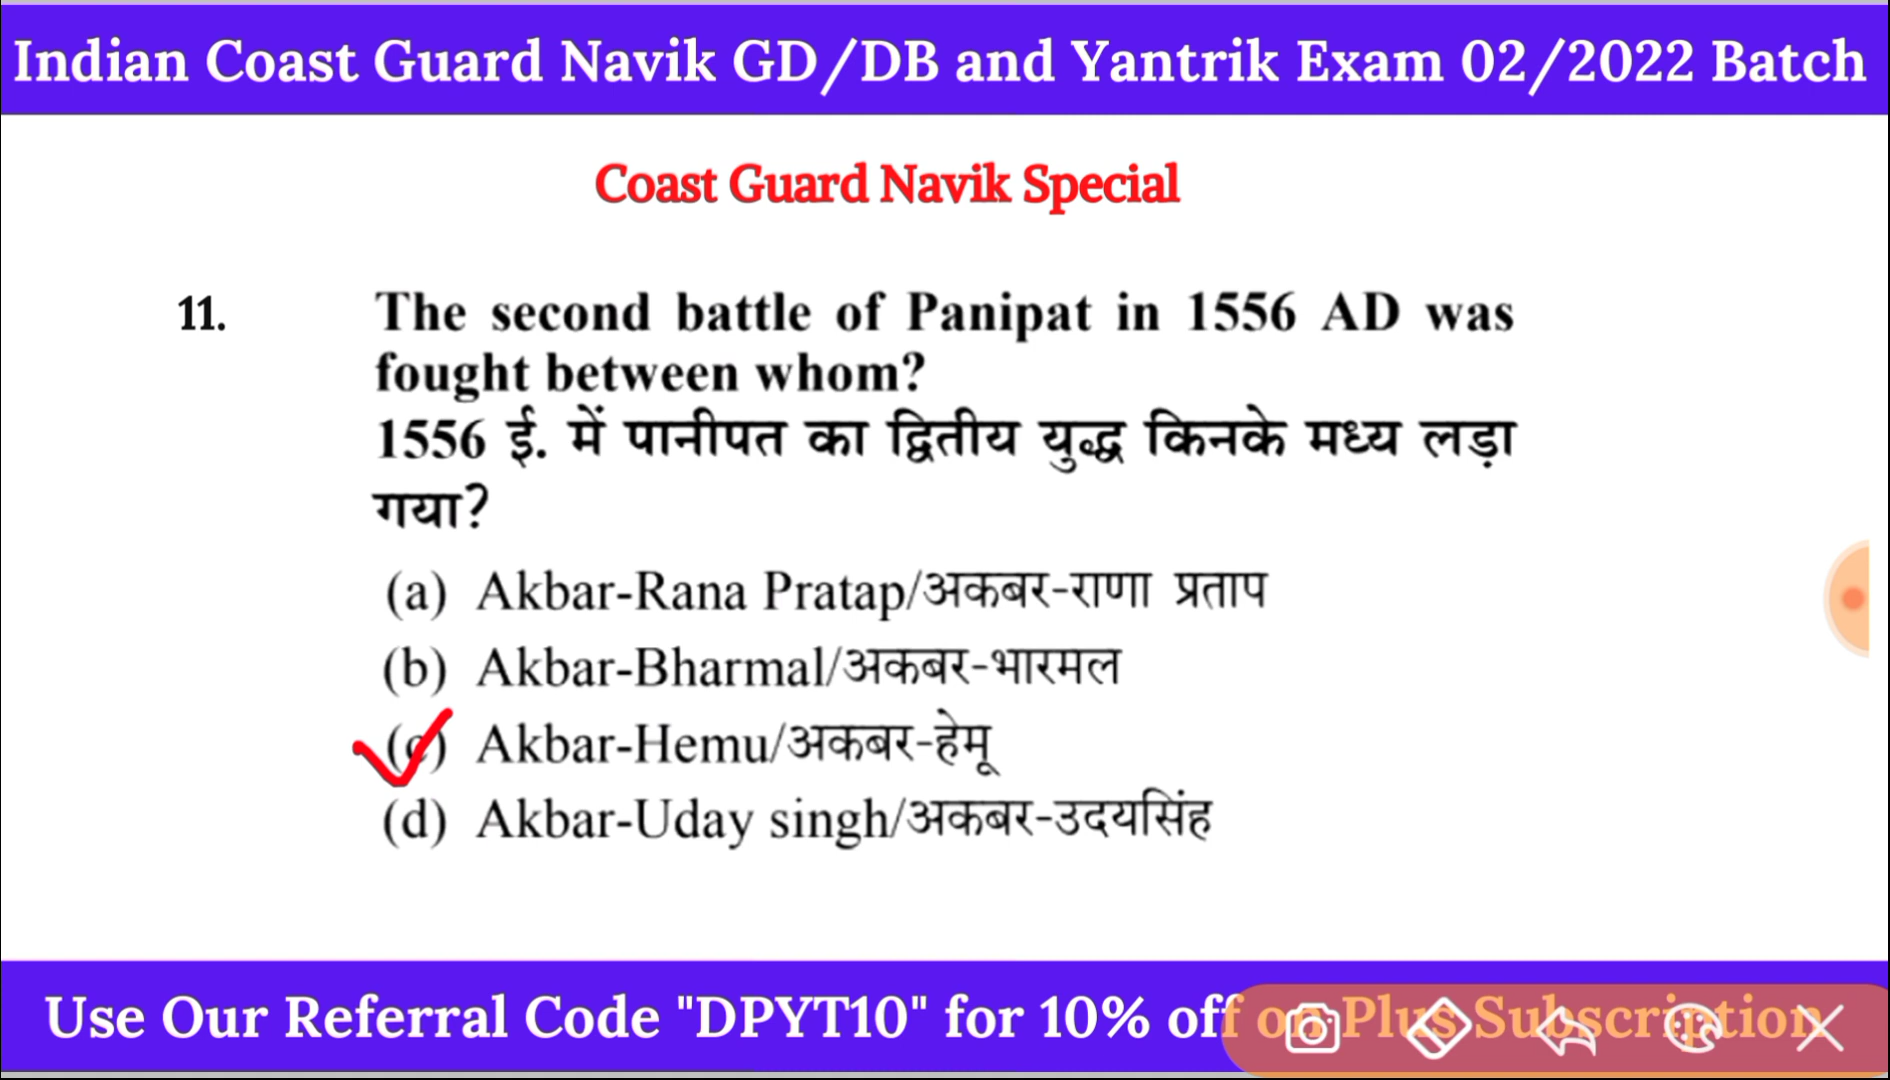 Indian Coast Guard Navik GD/DB and Yantrik Exam 02/2022 Batch
Coast Guard Navik Special
11. The second battle of Panipat in 1556 AD was
fought between whom?
1556 ई. में पानीपत का द्वितीय युद्ध किनके मध्य लड़ा
गया?
(a) Akbar-Rana Pratap/अकबर-राणा प्रताप
(b) Akbar-Bharmal/अकबर-भारमल
(c) Akbar-Hemu/अकबर-हेमू
(d) Akbar-Uday singh/अकबर-उदयसिंह
Use Our Referral Code "DPYT10" for 10% off on Plus Subscription